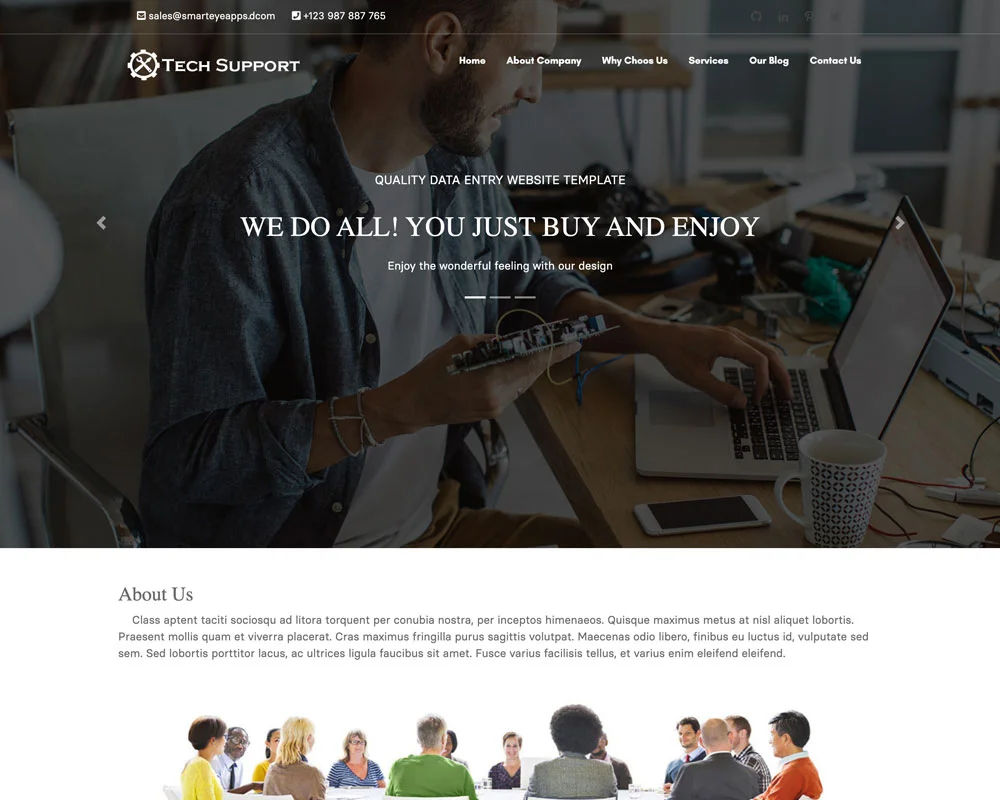 sales@smarteyeapps.dcom +123 987 887 765
TECH SUPPORT Home About Company Why Choos Us Services Our Blog Contact Us
QUALITY DATA ENTRY WEBSITE TEMPLATE
WE DO ALL! YOU JUST BUY AND ENJOY
Enjoy the wonderful feeling with our design
About Us
Class aptent taciti sociosqu ad litora torquent per conubia nostra, per inceptos himenaeos. Quisque maximus metus at nisl aliquet lobortis.
Praesent mollis quam et viverra placerat. Cras maximus fringilla purus sagittis volutpat. Maecenas odio libero, finibus eu luctus id, vulputate sed
sem. Sed lobortis porttitor lacus, ac ultrices ligula faucibus sit amet. Fusce varius facilisis tellus, et varius enim eleifend eleifend.